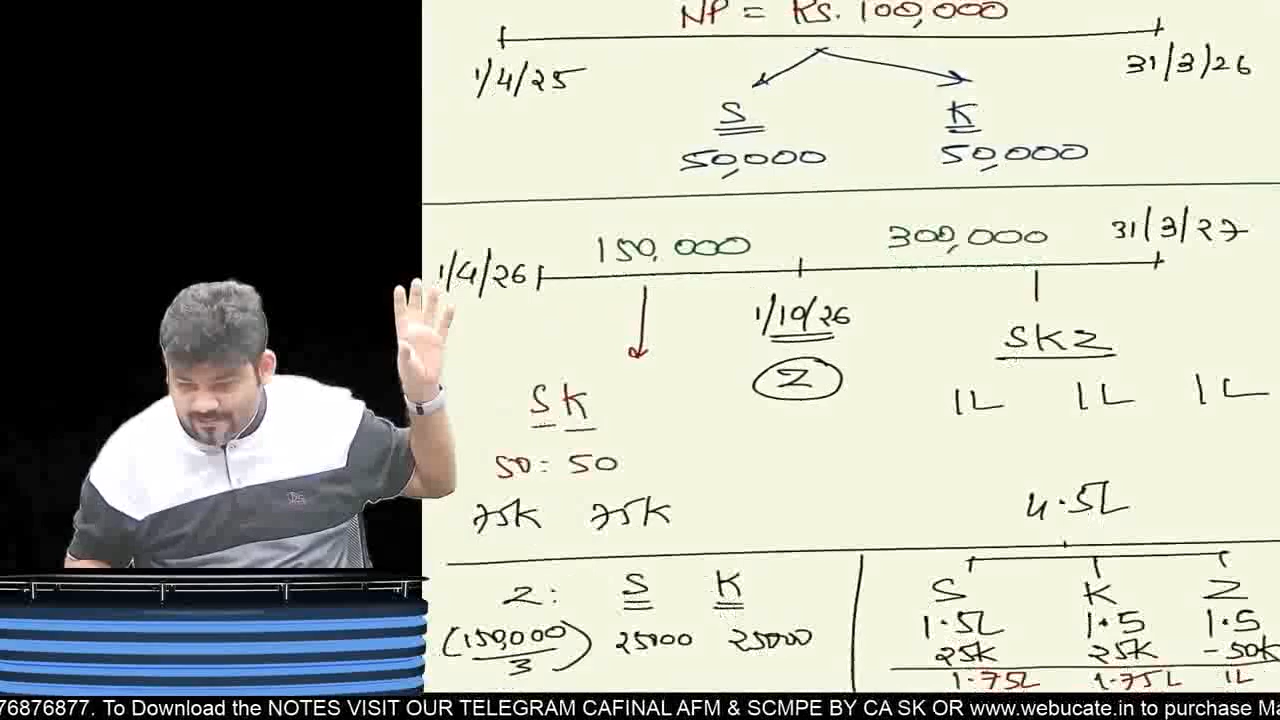 NP = Rs. 100,000
1/4/25
31/3/26
S K
50,000 50,000
150,000 300,000 31/3/27
1/4/26
1/10/26
Z
SKZ
1L 1L 1L
S K
50:50
75K 75K
4.5L
Z: S K
(150,000/3) 25000 25000
S K Z
1.5L 1.5 1.5
25K 25K -50K
1.75L 1.75L 1L
76876877. To Download the NOTES VISIT OUR TELEGRAM CAFINAL AFM & SCMPE BY CA SK OR www.webucate.in to purchase Ma